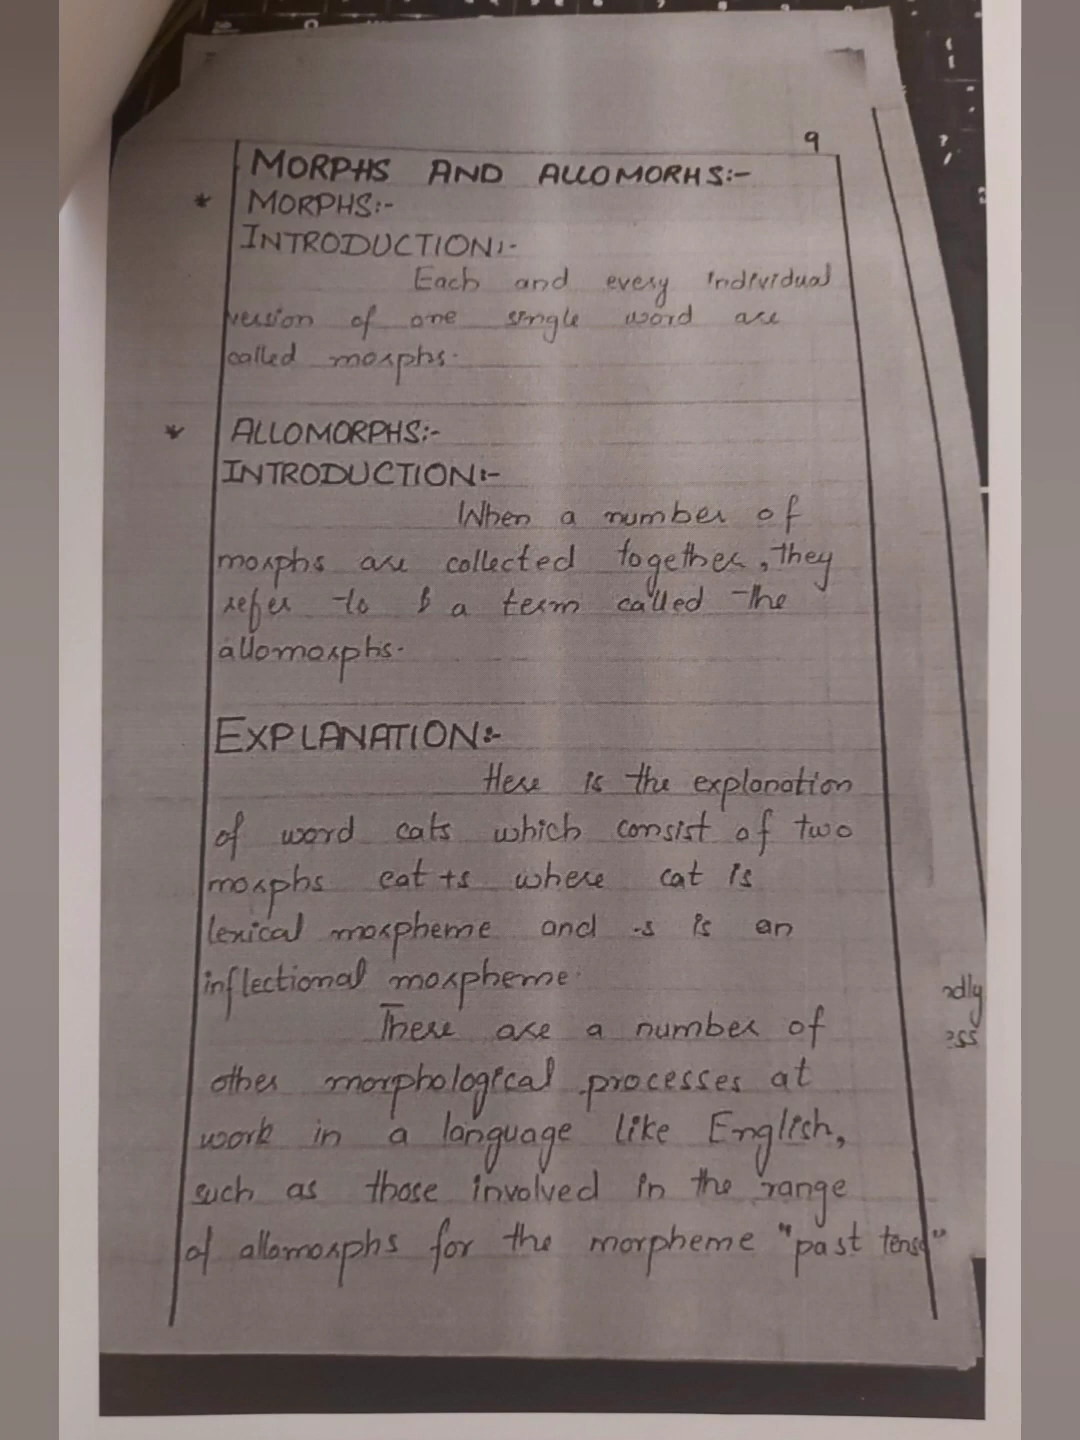 9
MORPHS AND ALLOMORHS:-
* MORPHS:-
INTRODUCTION:-
Each and every individual
version of one single word are
called morphs.
* ALLOMORPHS:-
INTRODUCTION:-
When a number of
morphs are collected together, they
refer to a term called the
allomorphs.
EXPLANATION:-
Here is the explanation
of word cats which consist of two
morphs cat +s where cat is
lexical morpheme and -s is an
inflectional morpheme.
There are a number of
other morphological processes at
work in a language like English,
such as those involved in the range
of allomorphs for the morpheme "past tense"